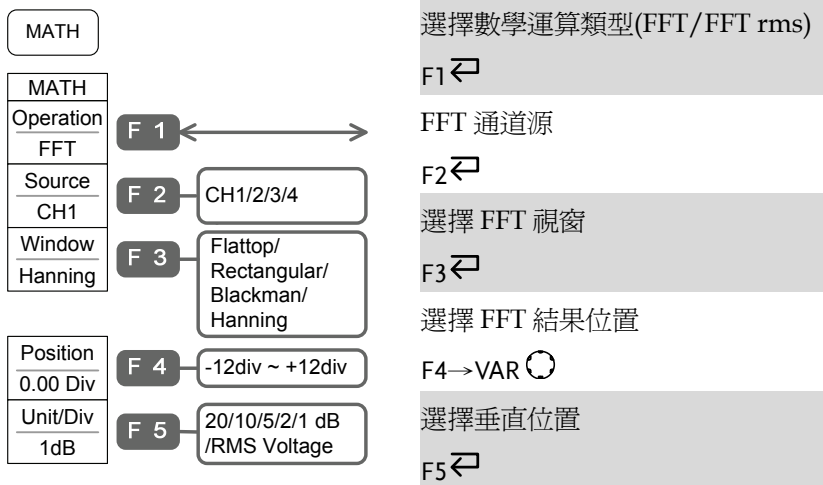 MATH
MATH
Operation
FFT
F 1
Source
CH1
F 2
CH1/2/3/4
Window
Hanning
F 3
Flattop/
Rectangular/
Blackman/
Hanning
Position
0.00 Div
F 4
-12div ~ +12div
Unit/Div
1dB
F 5
20/10/5/2/1 dB
/RMS Voltage
選擇數學運算類型(FFT/FFT rms)
F1
FFT 通道源
F2
選擇 FFT 視窗
F3
選擇 FFT 結果位置
F4→VAR
選擇垂直位置
F5